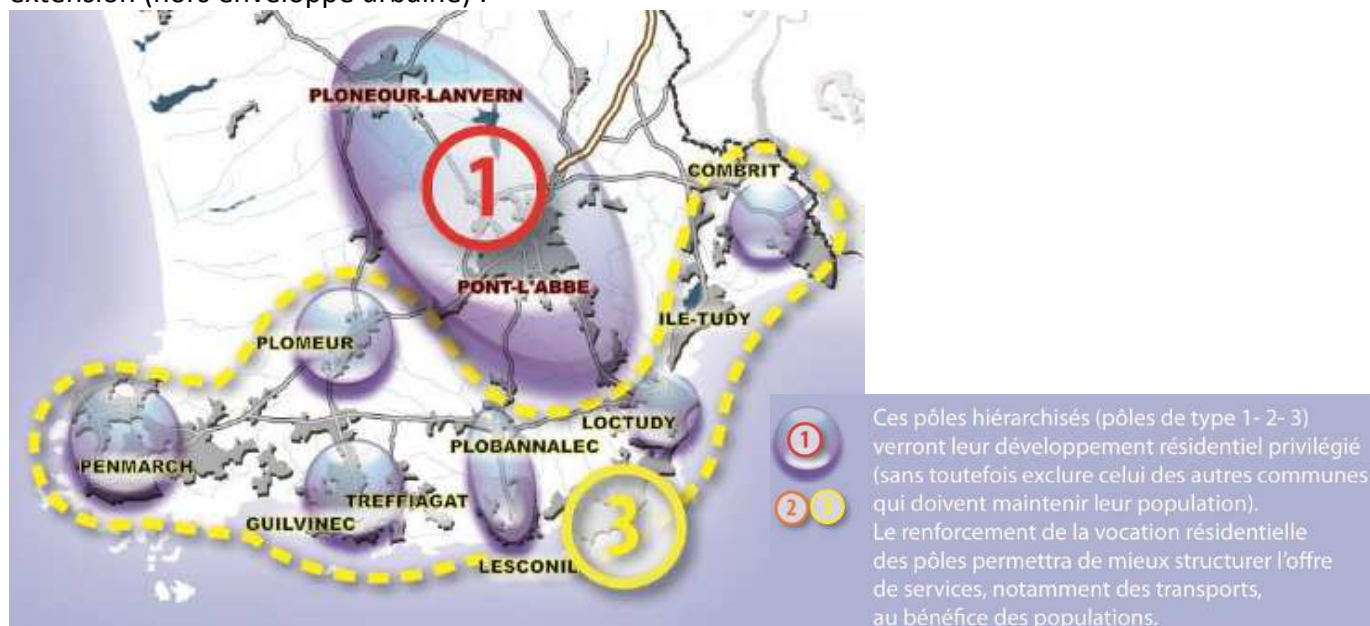 extension (hors enveloppe urbaine) :
PLONEOUR-LANVERN
1
COMBRIT
PONT-L'ABBE
ILE-TUDY
PLOMEUR
LOCTUDY
PLOBANNALEC
PENMARCH
TREFFIAGAT
GUILVINEC
3
LESCONIL
1
2 3
Ces pôles hiérarchisés (pôles de type 1- 2- 3)
verront leur développement résidentiel privilégié
(sans toutefois exclure celui des autres communes
qui doivent maintenir leur population).
Le renforcement de la vocation résidentielle
des pôles permettra de mieux structurer l'offre
de services, notamment des transports,
au bénéfice des populations.